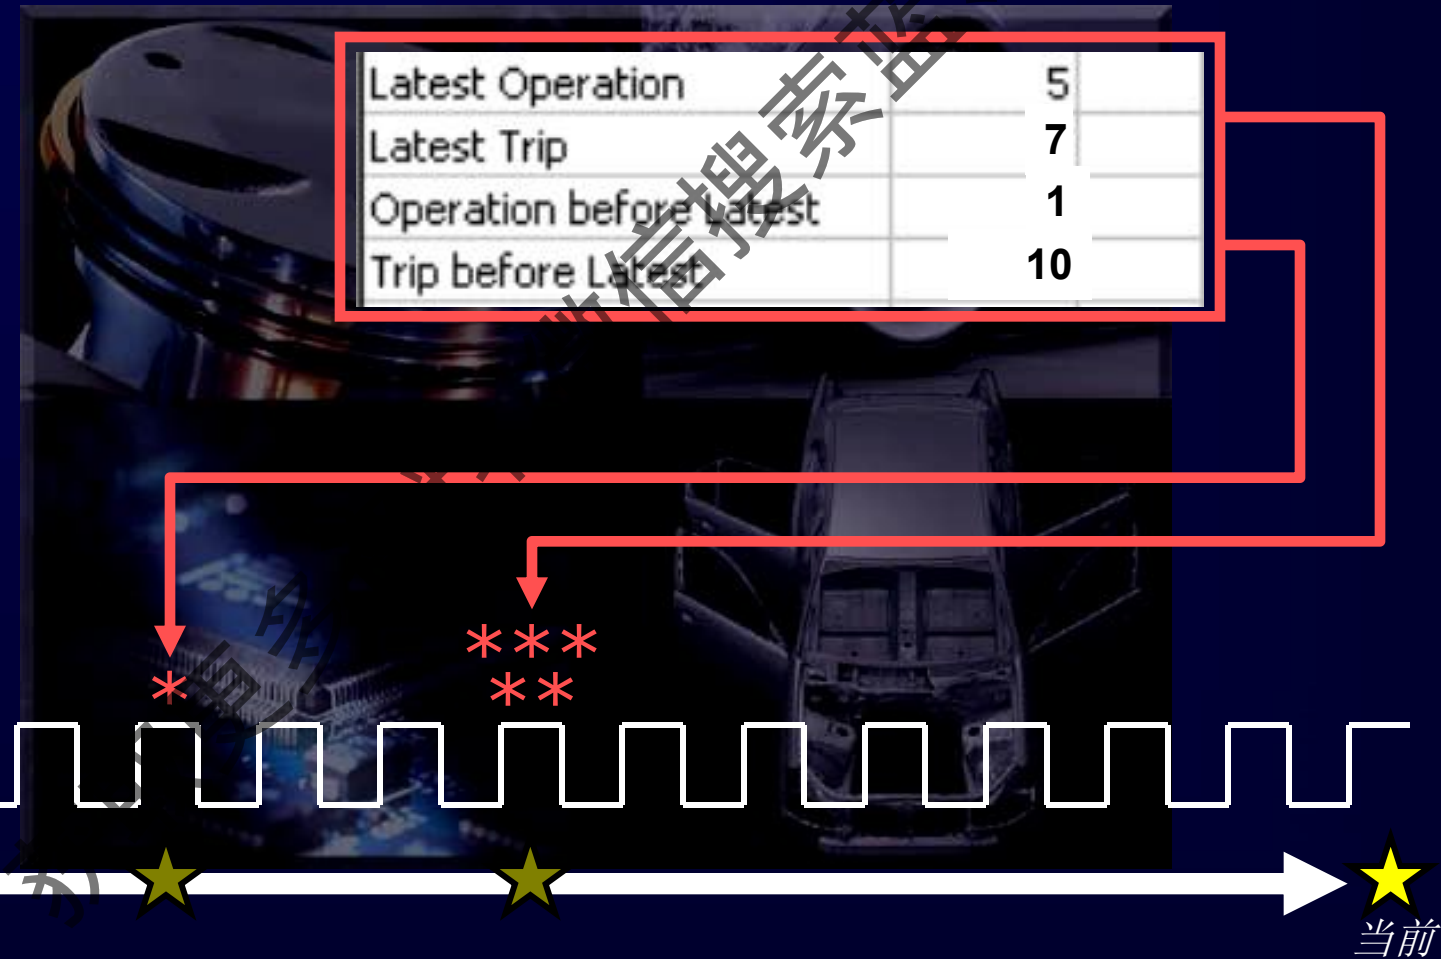 Latest Operation 5
Latest Trip 7
Operation before Latest 1
Trip before Latest 10
***
*
**
当前